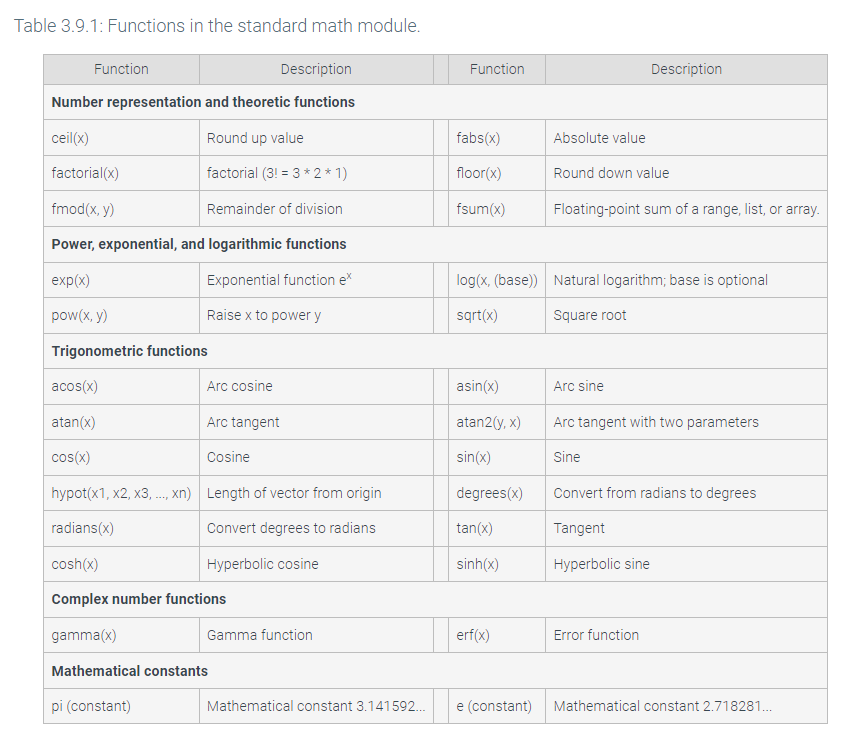 Table 3.9.1: Functions in the standard math module.
Function Description Function Description
Number representation and theoretic functions
ceil(x) Round up value fabs(x) Absolute value
factorial(x) factorial (3! = 3 * 2 * 1) floor(x) Round down value
fmod(x, y) Remainder of division fsum(x) Floating-point sum of a range, list, or array.
Power, exponential, and logarithmic functions
exp(x) Exponential function eˣ log(x, (base)) Natural logarithm; base is optional
pow(x, y) Raise x to power y sqrt(x) Square root
Trigonometric functions
acos(x) Arc cosine asin(x) Arc sine
atan(x) Arc tangent atan2(y, x) Arc tangent with two parameters
cos(x) Cosine sin(x) Sine
hypot(x1, x2, x3, ..., xn) Length of vector from origin degrees(x) Convert from radians to degrees
radians(x) Convert degrees to radians tan(x) Tangent
cosh(x) Hyperbolic cosine sinh(x) Hyperbolic sine
Complex number functions
gamma(x) Gamma function erf(x) Error function
Mathematical constants
pi (constant) Mathematical constant 3.141592... e (constant) Mathematical constant 2.718281...